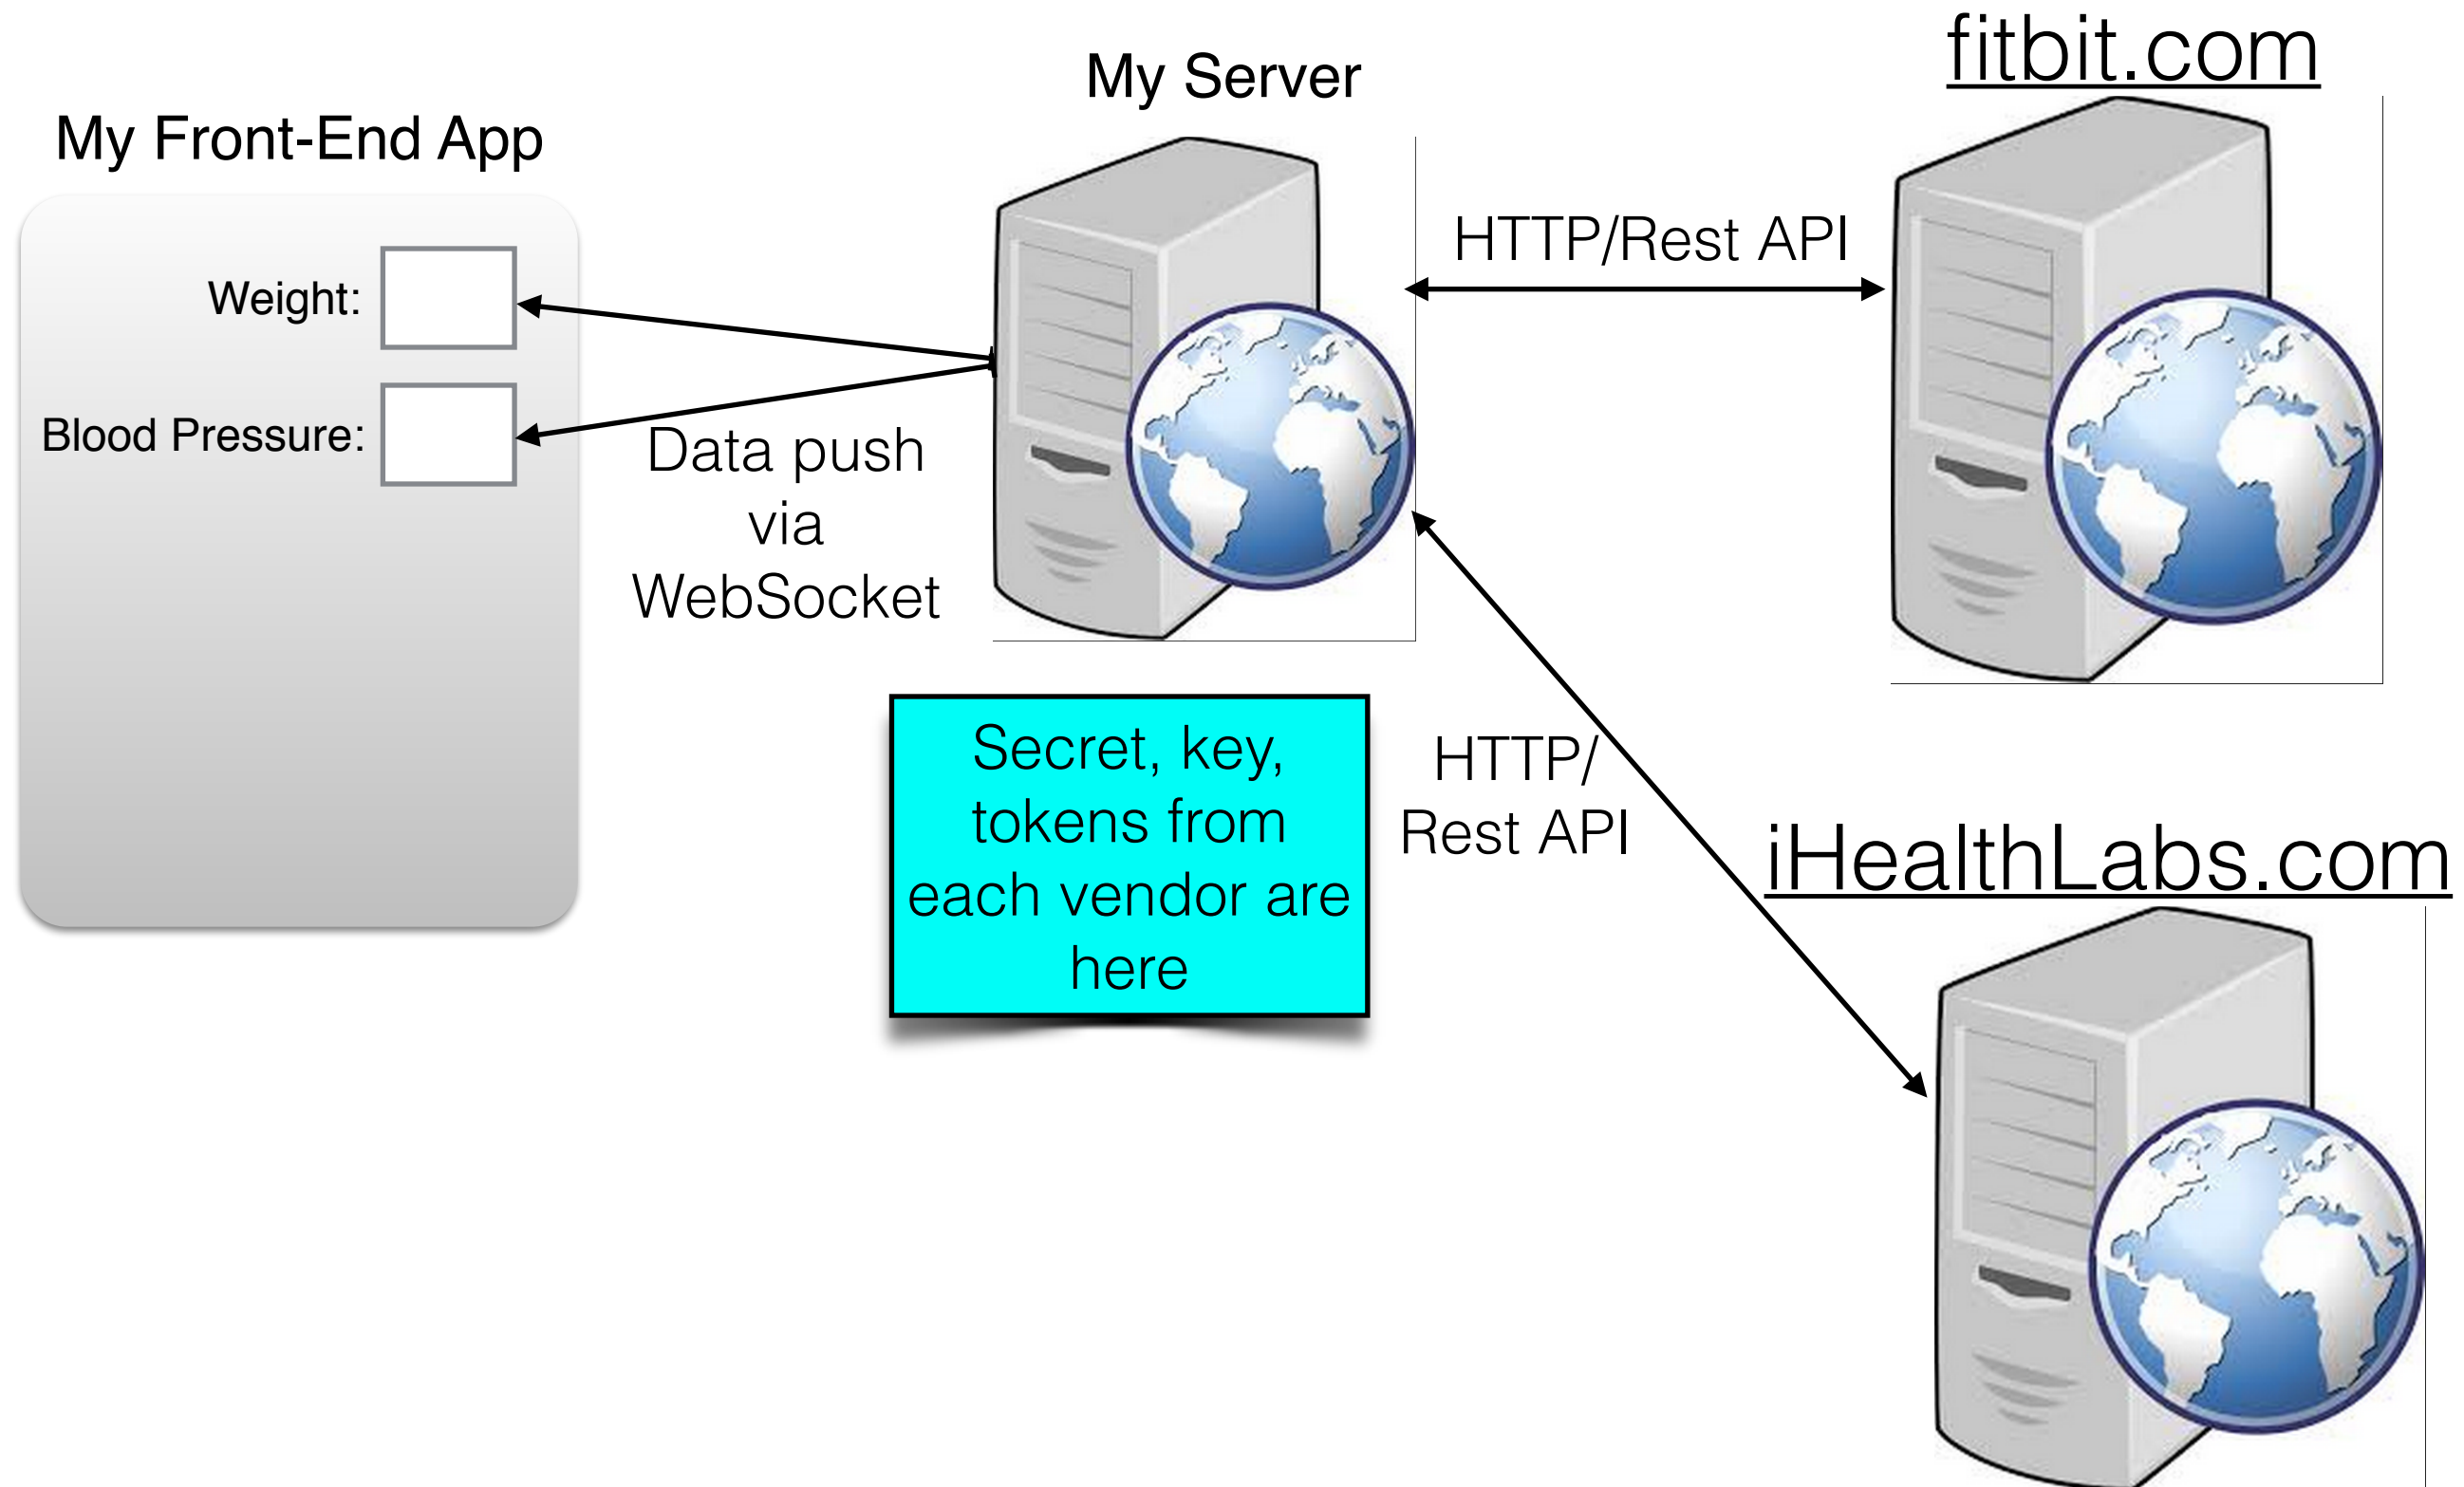 My Front-End App
Weight:
Blood Pressure:
Data push
via
WebSocket
My Server
Secret, key,
tokens from
each vendor are
here
HTTP/Rest API
HTTP/
Rest API
fitbit.com
iHealthLabs.com